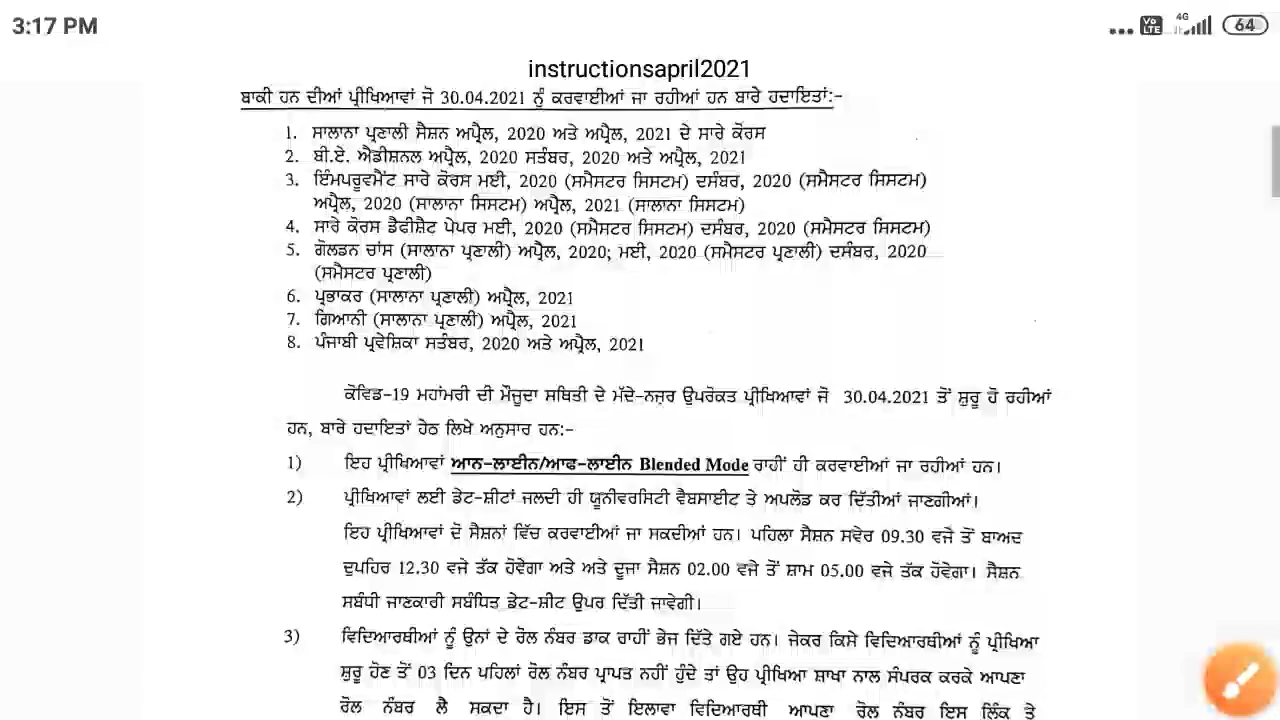 3:17 PM
Vo LTE 4G 64
instructionsapril2021
ਬਾਕੀ ਹਨ ਦੀਆਂ ਪ੍ਰੀਖਿਆਵਾਂ ਜੋ 30.04.2021 ਨੂੰ ਕਰਵਾਈਆਂ ਜਾ ਰਹੀਆਂ ਹਨ ਬਾਰੇ ਹਦਾਇਤਾਂ:-
1. ਸਾਲਾਨਾ ਪ੍ਰਣਾਲੀ ਸੈਸ਼ਨ ਅਪ੍ਰੈਲ, 2020 ਅਤੇ ਅਪ੍ਰੈਲ, 2021 ਦੇ ਸਾਰੇ ਕੋਰਸ
2. ਬੀ.ਏ. ਐਡੀਸ਼ਨਲ ਅਪ੍ਰੈਲ, 2020 ਸਤੰਬਰ, 2020 ਅਤੇ ਅਪ੍ਰੈਲ, 2021
3. ਇੰਮਪਰੂਵਮੈਂਟ ਸਾਰੇ ਕੋਰਸ ਮਈ, 2020 (ਸਮੈਸਟਰ ਸਿਸਟਮ) ਦਸੰਬਰ, 2020 (ਸਮੈਸਟਰ ਸਿਸਟਮ)
ਅਪ੍ਰੈਲ, 2020 (ਸਾਲਾਨਾ ਸਿਸਟਮ) ਅਪ੍ਰੈਲ, 2021 (ਸਾਲਾਨਾ ਸਿਸਟਮ)
4. ਸਾਰੇ ਕੋਰਸ ਡੈਫੀਸ਼ੈਟ ਪੇਪਰ ਮਈ, 2020 (ਸਮੈਸਟਰ ਸਿਸਟਮ) ਦਸੰਬਰ, 2020 (ਸਮੈਸਟਰ ਸਿਸਟਮ)
5. ਗੋਲਡਨ ਚਾਂਸ (ਸਾਲਾਨਾ ਪ੍ਰਣਾਲੀ) ਅਪ੍ਰੈਲ, 2020; ਮਈ, 2020 (ਸਮੈਸਟਰ ਪ੍ਰਣਾਲੀ) ਦਸੰਬਰ, 2020
(ਸਮੈਸਟਰ ਪ੍ਰਣਾਲੀ)
6. ਪ੍ਰਭਾਕਰ (ਸਾਲਾਨਾ ਪ੍ਰਣਾਲੀ) ਅਪ੍ਰੈਲ, 2021
7. ਗਿਆਨੀ (ਸਾਲਾਨਾ ਪ੍ਰਣਾਲੀ) ਅਪ੍ਰੈਲ, 2021
8. ਪੰਜਾਬੀ ਪ੍ਰਵੇਸ਼ਿਕਾ ਸਤੰਬਰ, 2020 ਅਤੇ ਅਪ੍ਰੈਲ, 2021
ਕੋਵਿਡ-19 ਮਹਾਂਮਰੀ ਦੀ ਮੌਜੂਦਾ ਸਥਿਤੀ ਦੇ ਮੱਦੇ-ਨਜ਼ਰ ਉਪਰੋਕਤ ਪ੍ਰੀਖਿਆਵਾਂ ਜੋ 30.04.2021 ਤੋਂ ਸ਼ੁਰੂ ਹੋ ਰਹੀਆਂ
ਹਨ, ਬਾਰੇ ਹਦਾਇਤਾਂ ਹੇਠ ਲਿਖੇ ਅਨੁਸਾਰ ਹਨ:-
1) ਇਹ ਪ੍ਰੀਖਿਆਵਾਂ ਆਨ-ਲਾਈਨ/ਆਫ-ਲਾਈਨ Blended Mode ਰਾਹੀਂ ਹੀ ਕਰਵਾਈਆਂ ਜਾ ਰਹੀਆਂ ਹਨ।
2) ਪ੍ਰੀਖਿਆਵਾਂ ਲਈ ਡੇਟ-ਸ਼ੀਟਾਂ ਜਲਦੀ ਹੀ ਯੂਨੀਵਰਸਿਟੀ ਵੈਬਸਾਈਟ ਤੇ ਅਪਲੋਡ ਕਰ ਦਿੱਤੀਆਂ ਜਾਣਗੀਆਂ।
ਇਹ ਪ੍ਰੀਖਿਆਵਾਂ ਦੋ ਸੈਸ਼ਨਾਂ ਵਿੱਚ ਕਰਵਾਈਆਂ ਜਾ ਸਕਦੀਆਂ ਹਨ। ਪਹਿਲਾ ਸੈਸ਼ਨ ਸਵੇਰ 09.30 ਵਜੇ ਤੋਂ ਬਾਅਦ
ਦੁਪਹਿਰ 12.30 ਵਜੇ ਤੱਕ ਹੋਵੇਗਾ ਅਤੇ ਅਤੇ ਦੂਜਾ ਸੈਸ਼ਨ 02.00 ਵਜੇ ਤੋਂ ਸ਼ਾਮ 05.00 ਵਜੇ ਤੱਕ ਹੋਵੇਗਾ। ਸੈਸ਼ਨ
ਸਬੰਧੀ ਜਾਣਕਾਰੀ ਸਬੰਧਿਤ ਡੇਟ-ਸ਼ੀਟ ਉਪਰ ਦਿੱਤੀ ਜਾਵੇਗੀ।
3) ਵਿਦਿਆਰਥੀਆਂ ਨੂੰ ਉਨਾਂ ਦੇ ਰੋਲ ਨੰਬਰ ਡਾਕ ਰਾਹੀਂ ਭੇਜ ਦਿੱਤੇ ਗਏ ਹਨ। ਜੇਕਰ ਕਿਸੇ ਵਿਦਿਆਰਥੀਆਂ ਨੂੰ ਪ੍ਰੀਖਿਆ
ਸ਼ੁਰੂ ਹੋਣ ਤੋਂ 03 ਦਿਨ ਪਹਿਲਾਂ ਰੋਲ ਨੰਬਰ ਪ੍ਰਾਪਤ ਨਹੀਂ ਹੁੰਦੇ ਤਾਂ ਉਹ ਪ੍ਰੀਖਿਆ ਸ਼ਾਖਾ ਨਾਲ ਸੰਪਰਕ ਕਰਕੇ ਆਪਣਾ
ਰੋਲ ਨੰਬਰ ਲੈ ਸਕਦਾ ਹੈ। ਇਸ ਤੋਂ ਇਲਾਵਾ ਵਿਦਿਆਰਥੀ ਆਪਣਾ ਰੋਲ ਨੰਬਰ ਇਸ ਲਿੰਕ ਤੇ